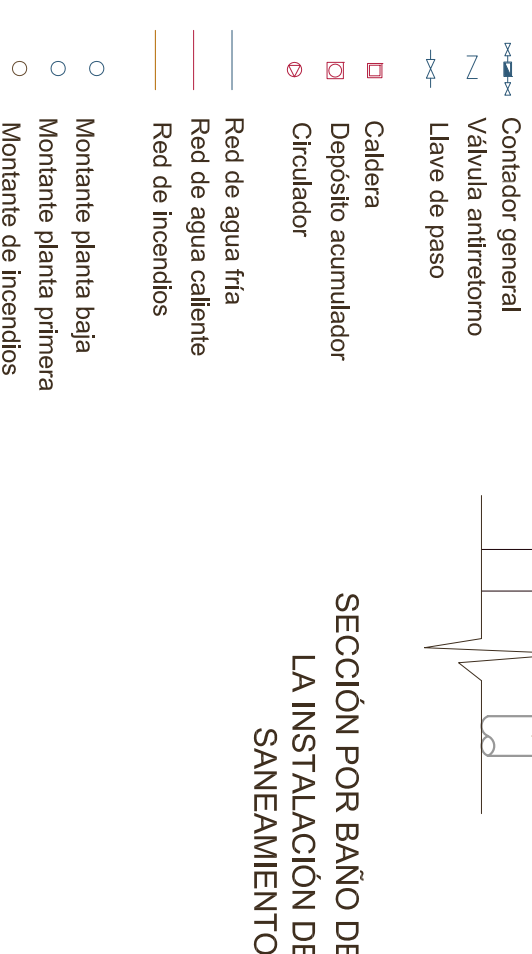 Contador general
Válvula antirretorno
Llave de paso
Caldera
Depósito acumulador
Circulador
Red de agua fría
Red de agua caliente
Red de incendios
Montante planta baja
Montante planta primera
Montante de incendios
SECCIÓN POR BAÑO DE
LA INSTALACIÓN DE
SANEAMIENTO